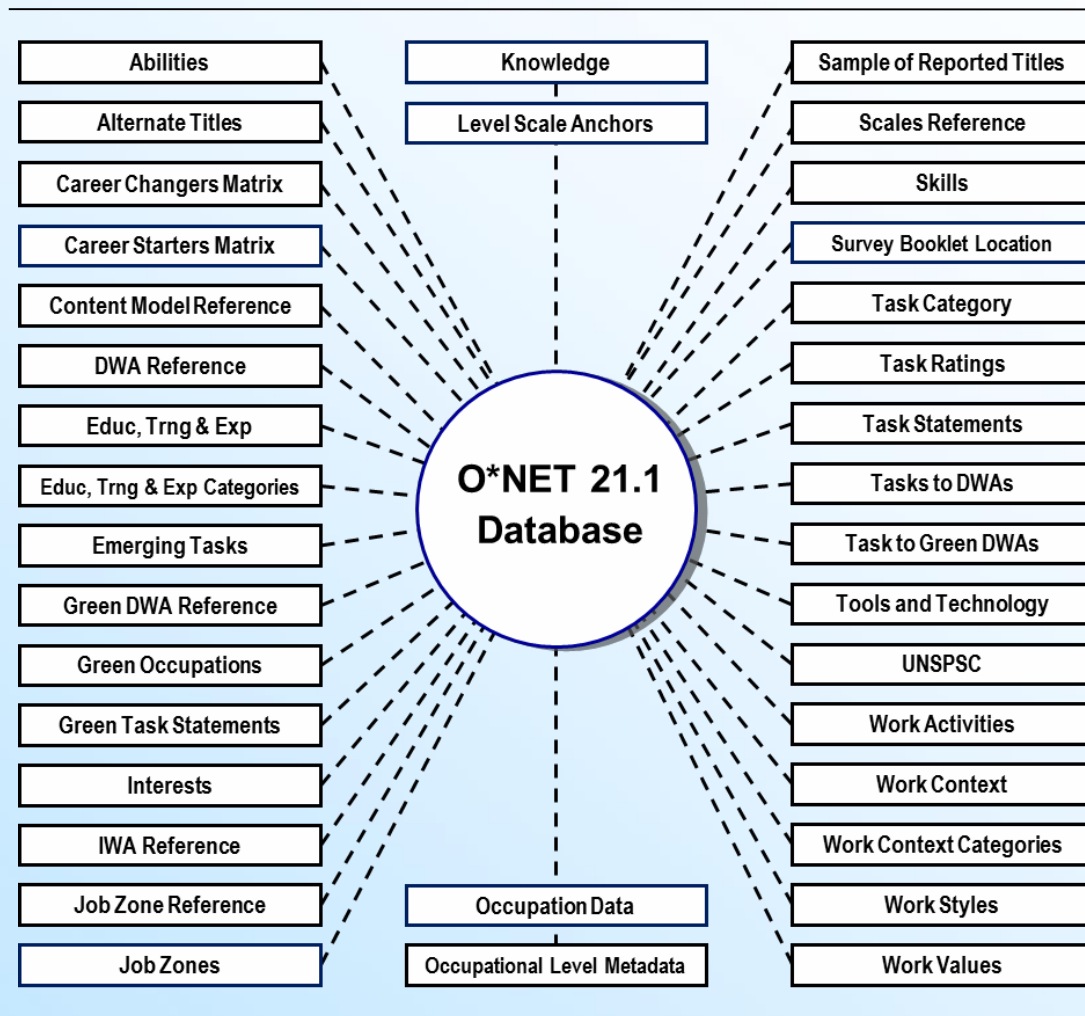 Abilities
Alternate Titles
Career Changers Matrix
Career Starters Matrix
Content Model Reference
DWA Reference
Educ, Trng & Exp
Educ, Trng & Exp Categories
Emerging Tasks
Green DWA Reference
Green Occupations
Green Task Statements
Interests
IWA Reference
Job Zone Reference
Job Zones
Knowledge
Level Scale Anchors
O*NET 21.1
Database
Occupation Data
Occupational Level Metadata
Sample of Reported Titles
Scales Reference
Skills
Survey Booklet Location
Task Category
Task Ratings
Task Statements
Tasks to DWAs
Task to Green DWAs
Tools and Technology
UNSPSC
Work Activities
Work Context
Work Context Categories
Work Styles
Work Values